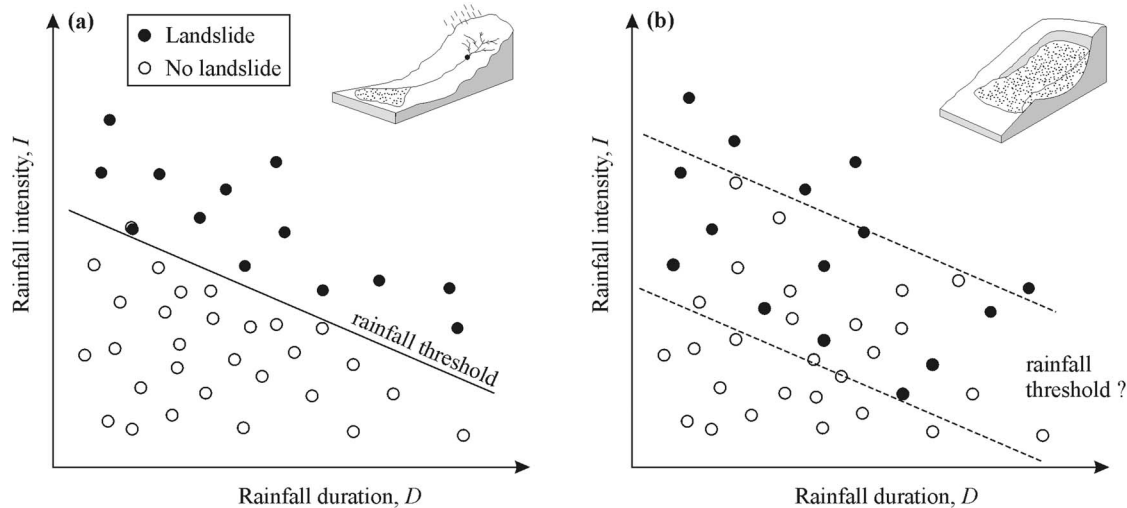 (a)
Landslide
No landslide
Rainfall intensity, I
rainfall threshold
Rainfall duration, D
(b)
Rainfall intensity, I
rainfall
threshold ?
Rainfall duration, D